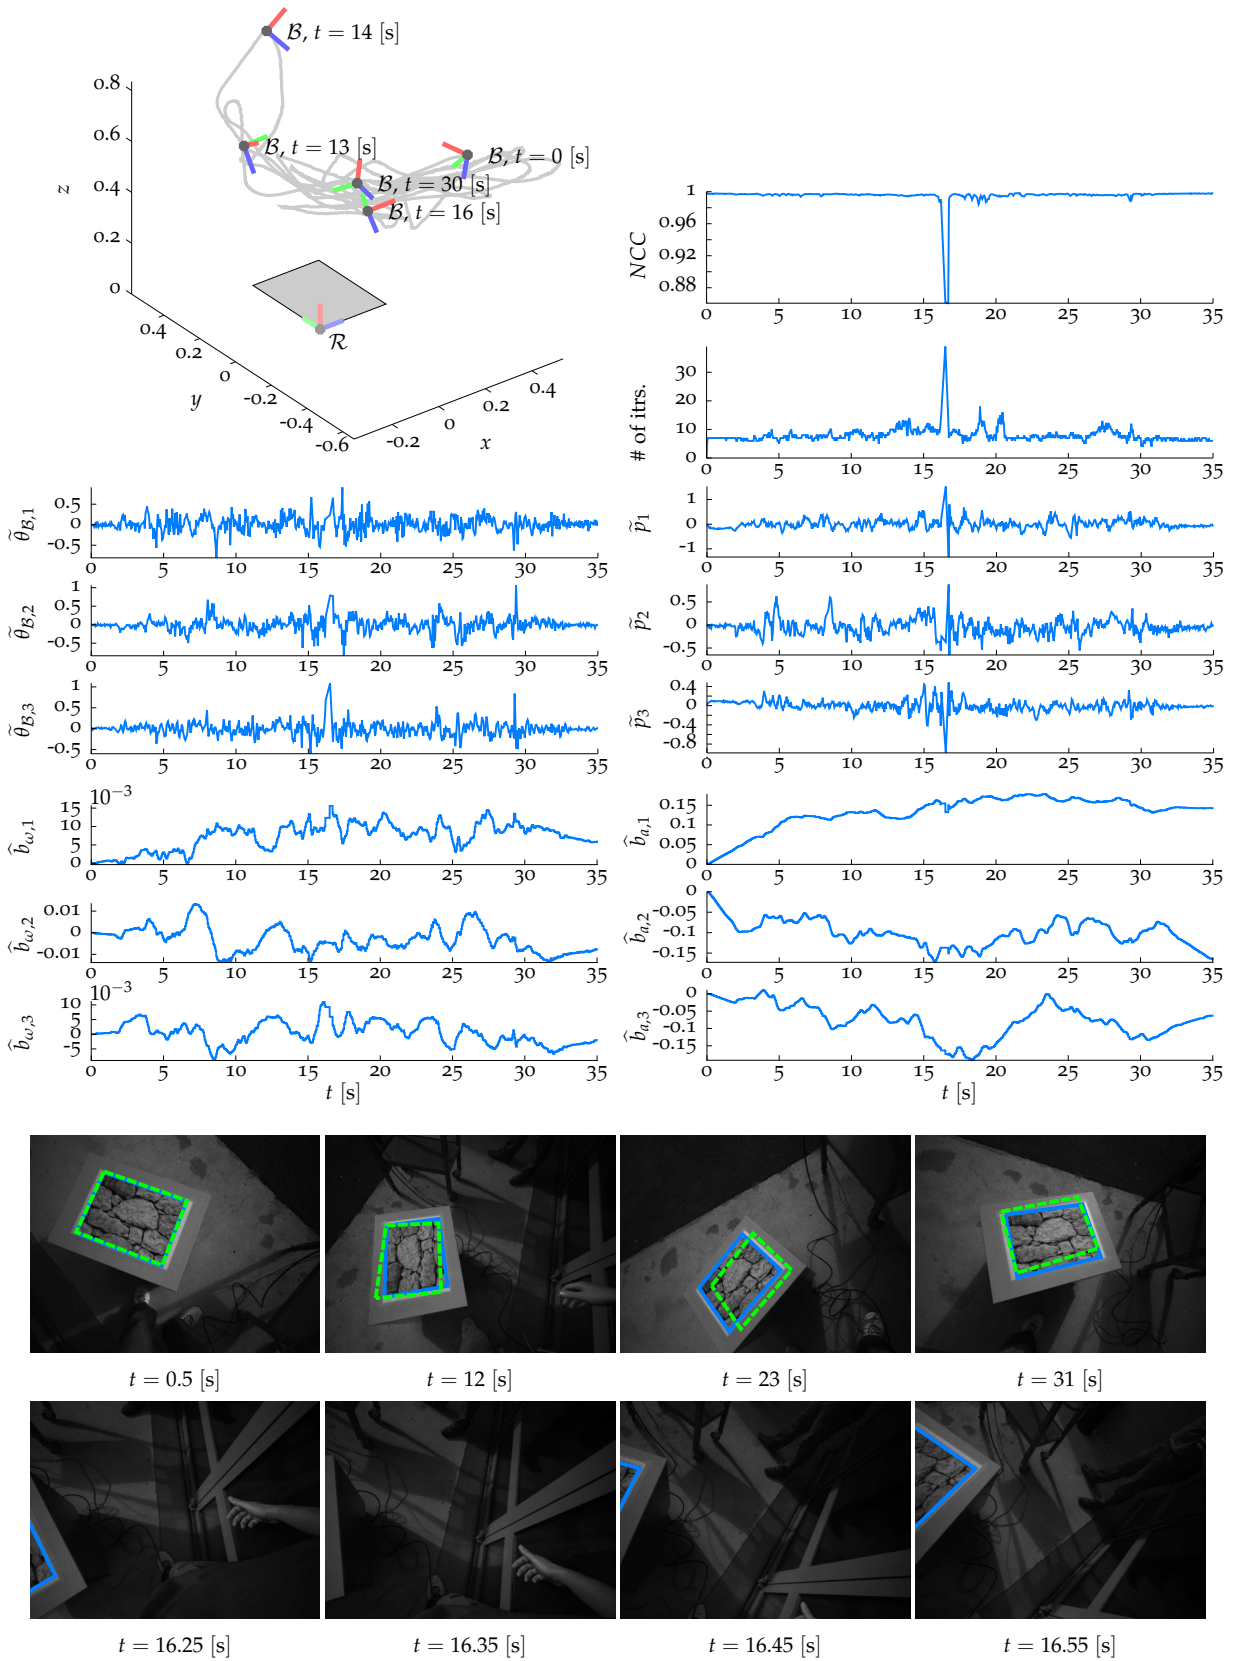 B, t = 14 [s]
B, t = 13 [s]
B, t = 0 [s]
B, t = 30 [s]
B, t = 16 [s]
R
z
0.8
0.6
0.4
0.2
0
y
0.4
0.2
0
-0.2
-0.4
-0.6
x
-0.2
0
0.2
0.4
NCC
1
0.96
0.92
0.88
0 5 10 15 20 25 30 35
# of itrs.
30
20
10
0
0 5 10 15 20 25 30 35
θ̃B,1
0.5
0
-0.5
0 5 10 15 20 25 30 35
p̃1
1
0
-1
0 5 10 15 20 25 30 35
θ̃B,2
1
0.5
0
-0.5
0 5 10 15 20 25 30 35
p̃2
0.5
0
-0.5
0 5 10 15 20 25 30 35
θ̃B,3
1
0.5
0
-0.5
0 5 10 15 20 25 30 35
p̃3
0.4
0
-0.4
-0.8
0 5 10 15 20 25 30 35
b̂ω,1
10⁻³
15
10
5
0
0 5 10 15 20 25 30 35
b̂a,1
0.15
0.1
0.05
0
0 5 10 15 20 25 30 35
b̂ω,2
0.01
0
-0.01
0 5 10 15 20 25 30 35
b̂a,2
0
-0.05
-0.1
-0.15
0 5 10 15 20 25 30 35
b̂ω,3
10⁻³
10
5
0
-5
0 5 10 15 20 25 30 35
t [s]
b̂a,3
0
-0.05
-0.1
-0.15
0 5 10 15 20 25 30 35
t [s]
t = 0.5 [s]
t = 12 [s]
t = 23 [s]
t = 31 [s]
t = 16.25 [s]
t = 16.35 [s]
t = 16.45 [s]
t = 16.55 [s]